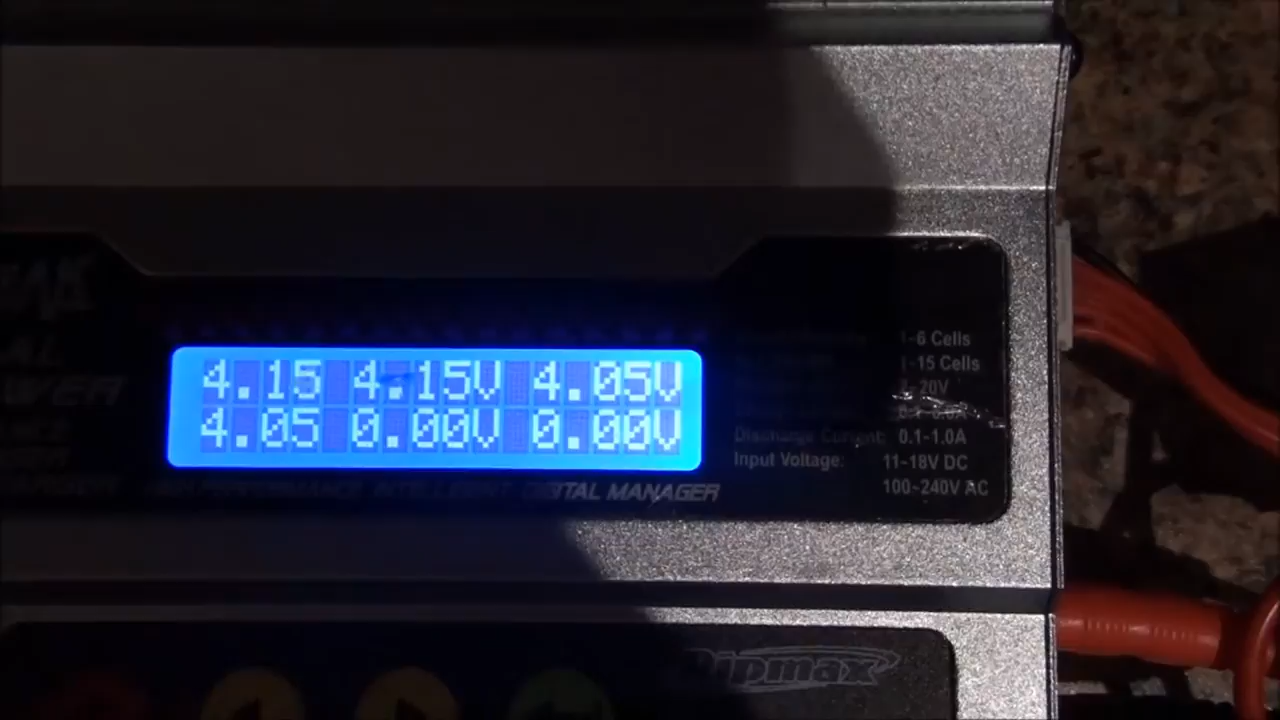 4.15 4.15V 4.05V
4.05 0.00V 0.00V
1-6 Cells
1-15 Cells
20V
Discharge Current: 0.1-1.0A
Input Voltage: 11~18V DC
100~240V AC
PERFORMANCE INTELLIGENT DIGITAL MANAGER
Ripmax